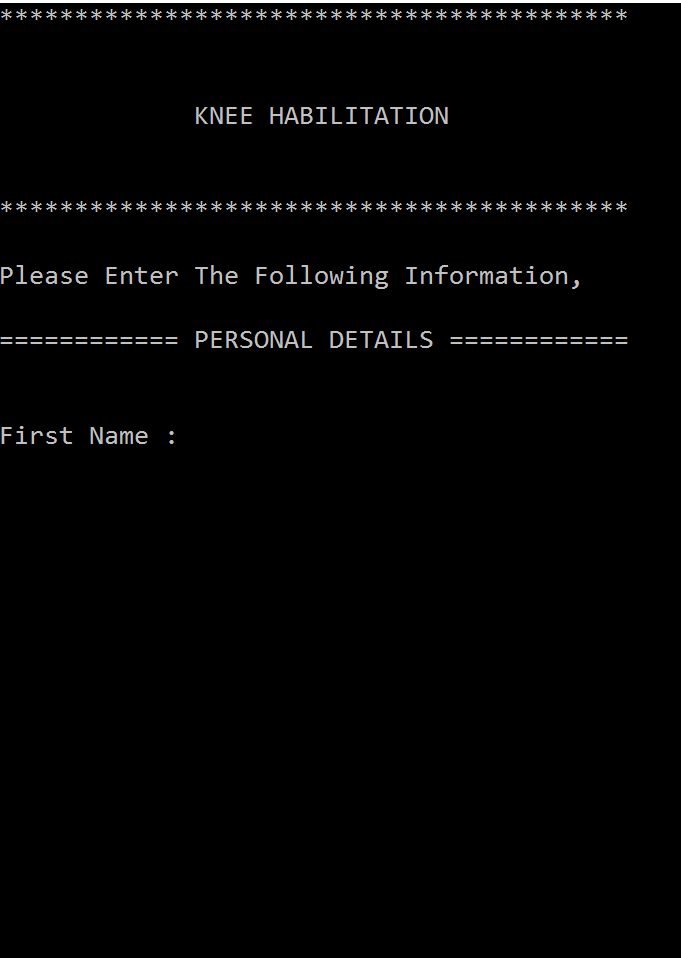 ******************************************
KNEE HABILITATION
******************************************
Please Enter The Following Information,
============ PERSONAL DETAILS ============
First Name :